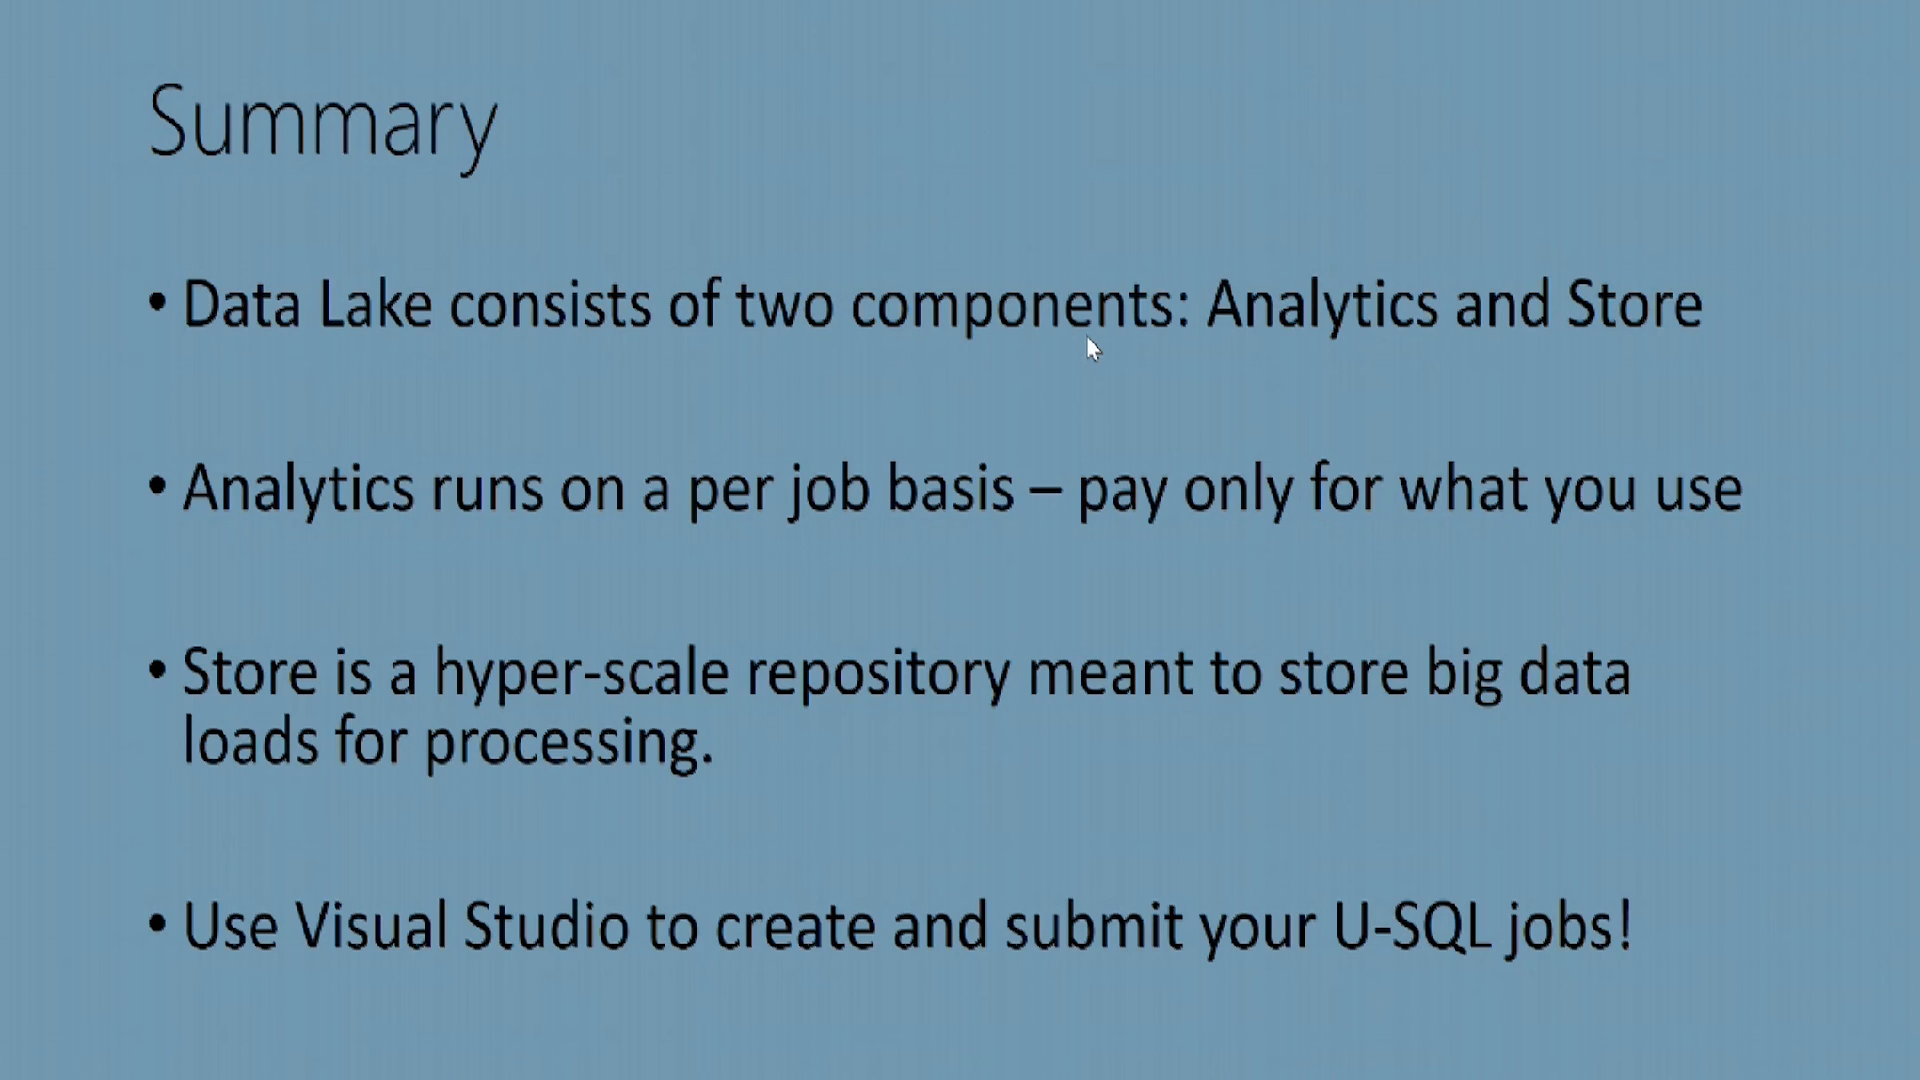 Summary
• Data Lake consists of two components: Analytics and Store
• Analytics runs on a per job basis – pay only for what you use
• Store is a hyper-scale repository meant to store big data
loads for processing.
• Use Visual Studio to create and submit your U-SQL jobs!